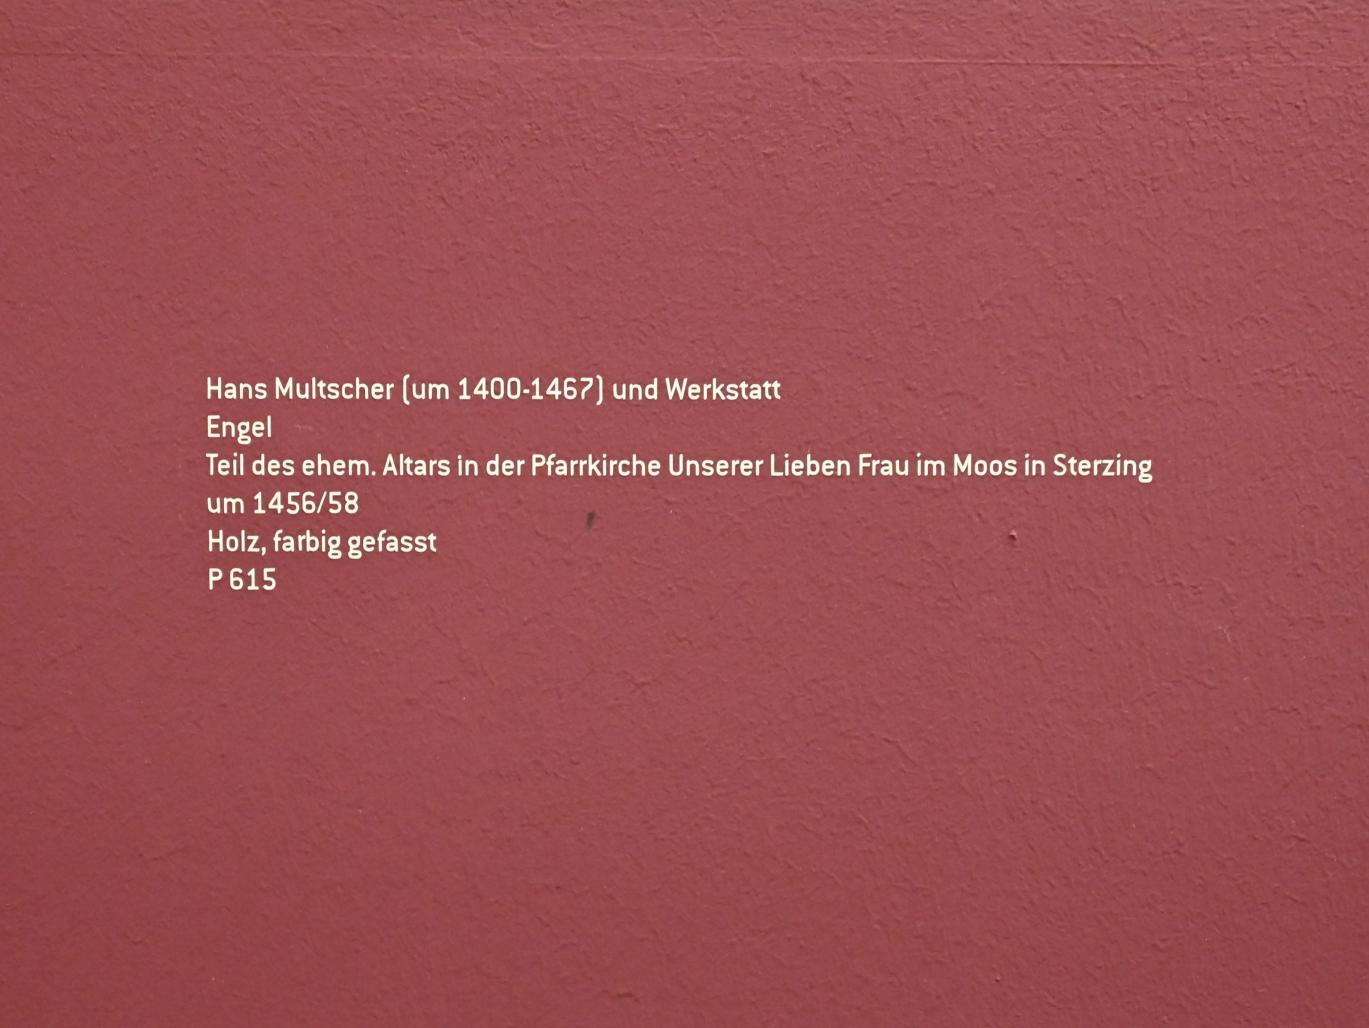 Hans Multscher (um 1400-1467) und Werkstatt
Engel
Teil des ehem. Altars in der Pfarrkirche Unserer Lieben Frau im Moos in Sterzing
um 1456/58
Holz, farbig gefasst
P 615